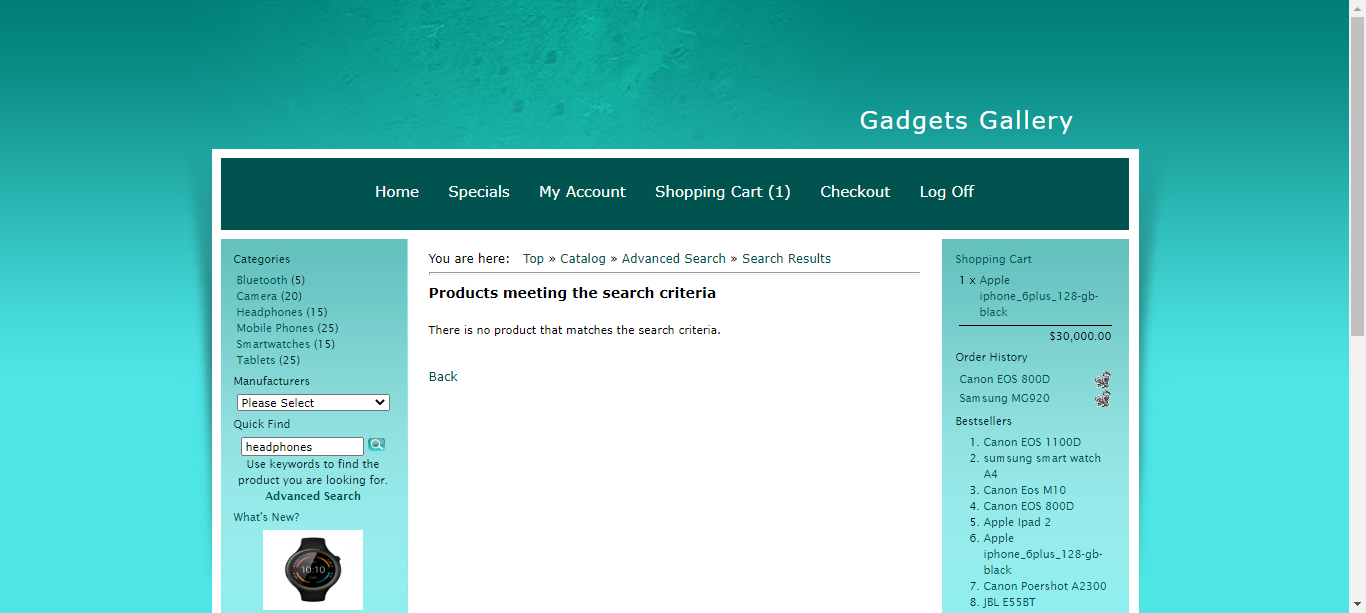 Gadgets Gallery
Home Specials My Account Shopping Cart (1) Checkout Log Off
Categories
Bluetooth (5)
Camera (20)
Headphones (15)
Mobile Phones (25)
Smartwatches (15)
Tablets (25)
Manufacturers
Please Select
Quick Find
headphones
Use keywords to find the
product you are looking for.
Advanced Search
What's New?
10:10
You are here: Top » Catalog » Advanced Search » Search Results
Products meeting the search criteria
There is no product that matches the search criteria.
Back
Shopping Cart
1 x Apple
iphone_6plus_128-gb-
black
$30,000.00
Order History
Canon EOS 800D
Samsung MG920
Bestsellers
1. Canon EOS 1100D
2. sumsung smart watch
A4
3. Canon Eos M10
4. Canon EOS 800D
5. Apple Ipad 2
6. Apple
iphone_6plus_128-gb-
black
7. Canon Poershot A2300
8. JBL E55BT